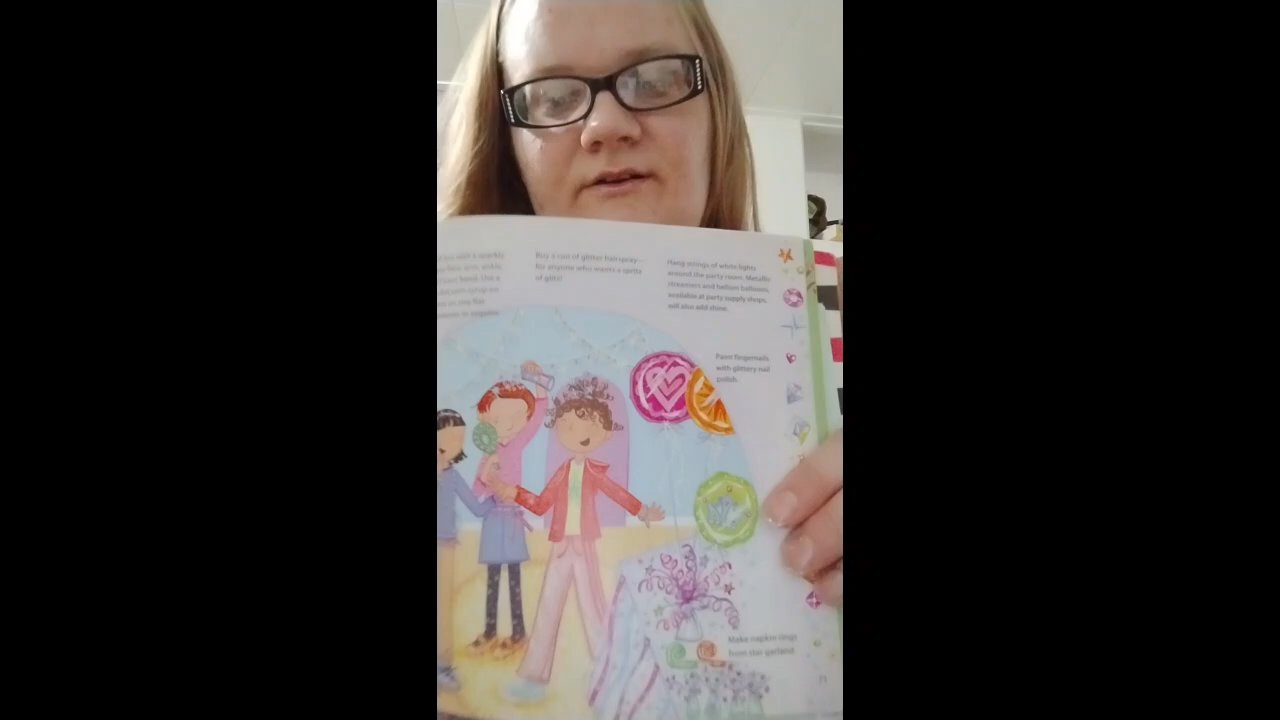 Buy a can of glitter hairspray—
for anyone who wants a spritz
of glitz!
Hang strings of white lights
around the party room. Metallic
streamers and helium balloons,
available at party supply shops,
will also add shine.
Paint fingernails
with glittery nail
polish.
Make napkin rings
from star garland.
71